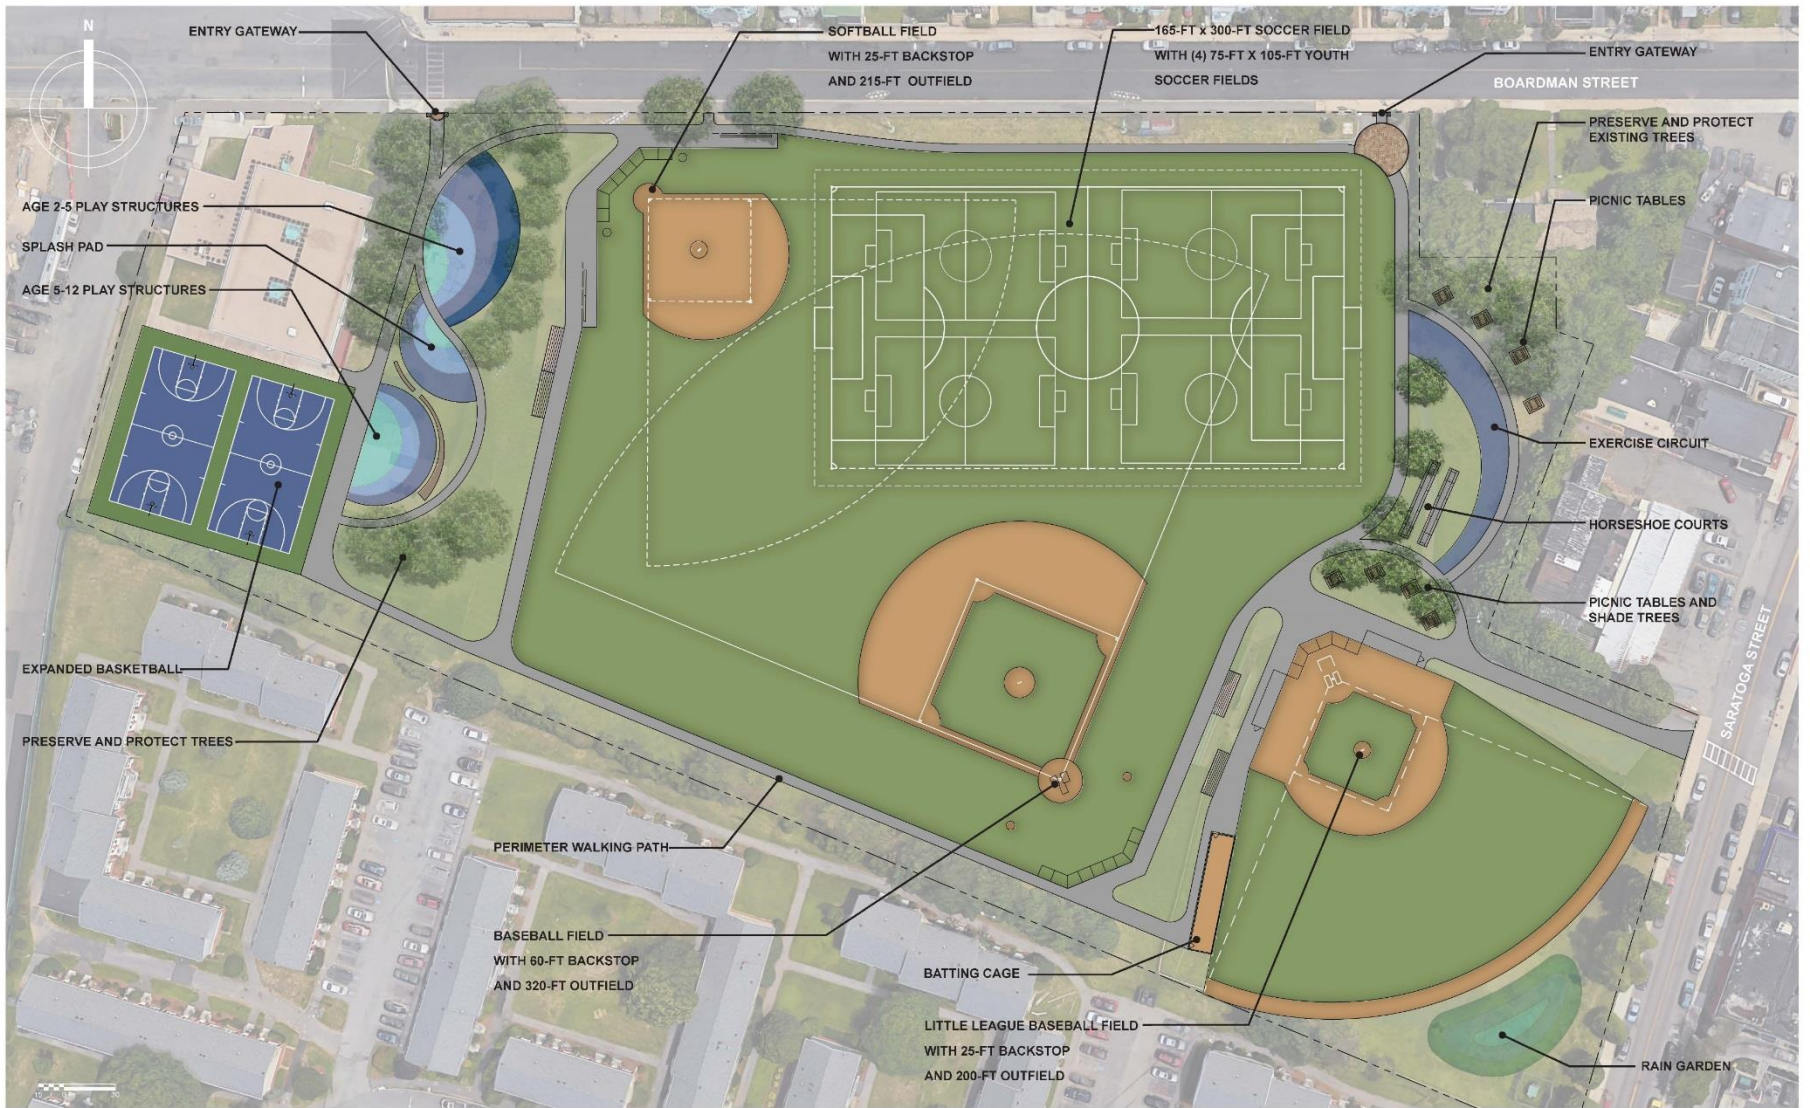 N
ENTRY GATEWAY
SOFTBALL FIELD
WITH 25-FT BACKSTOP
AND 215-FT OUTFIELD
165-FT x 300-FT SOCCER FIELD
WITH (4) 75-FT X 105-FT YOUTH
SOCCER FIELDS
ENTRY GATEWAY
BOARDMAN STREET
PRESERVE AND PROTECT
EXISTING TREES
PICNIC TABLES
AGE 2-5 PLAY STRUCTURES
SPLASH PAD
AGE 5-12 PLAY STRUCTURES
EXERCISE CIRCUIT
HORSESHOE COURTS
PICNIC TABLES AND
SHADE TREES
SARATOGA STREET
EXPANDED BASKETBALL
PRESERVE AND PROTECT TREES
PERIMETER WALKING PATH
BASEBALL FIELD
WITH 60-FT BACKSTOP
AND 320-FT OUTFIELD
BATTING CAGE
LITTLE LEAGUE BASEBALL FIELD
WITH 25-FT BACKSTOP
AND 200-FT OUTFIELD
RAIN GARDEN